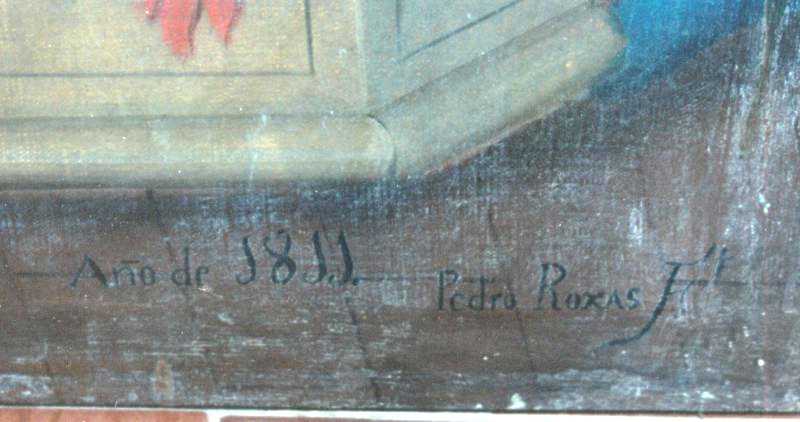 Año de 1811. Pedro Roxas Ft